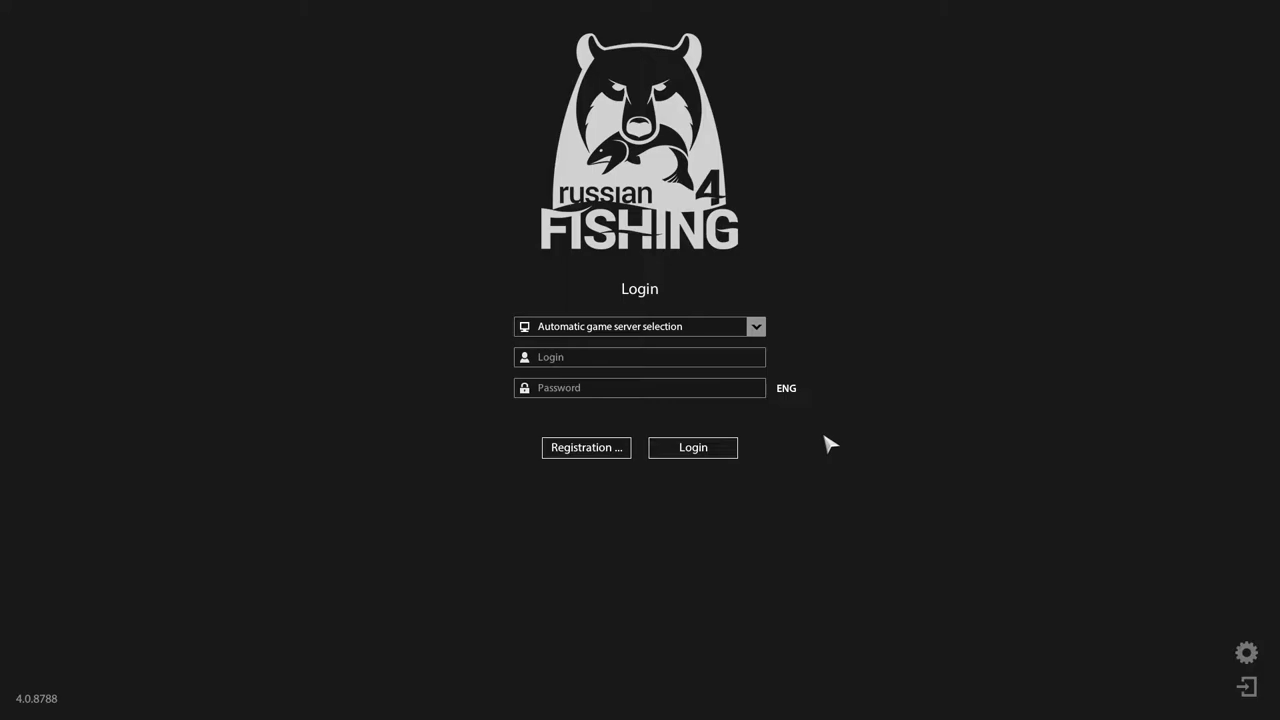 russian 4
FISHING
Login
Automatic game server selection
Login
Password
ENG
Registration ...
Login
4.0.8788